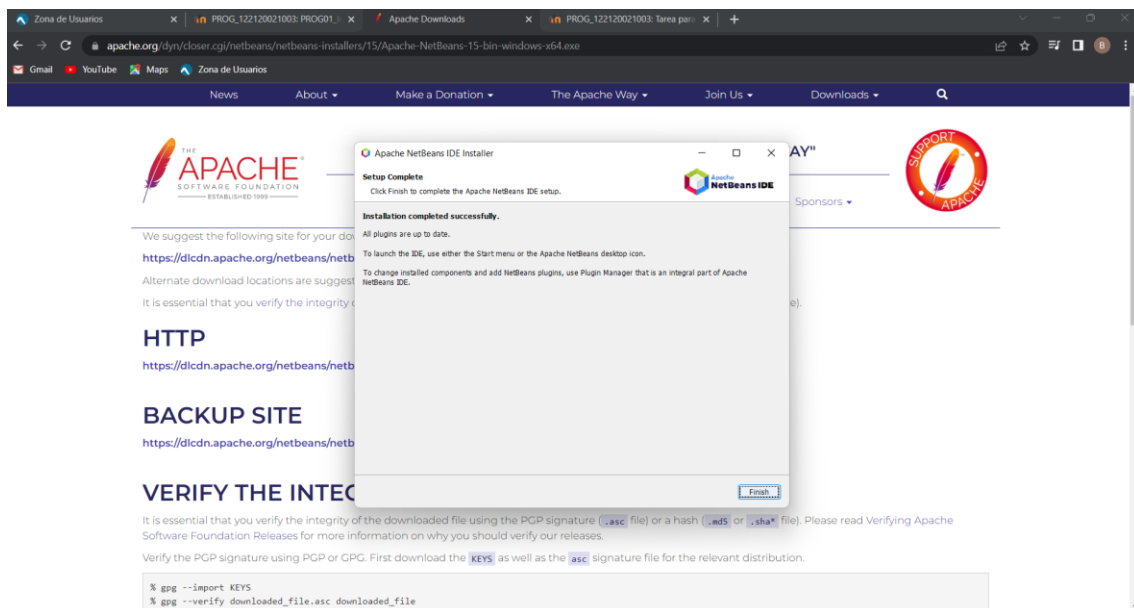 Zona de Usuarios
PROG_122120021003: PROG01_
Apache Downloads
PROG_122120021003: Tarea para
apache.org/dyn/closer.cgi/netbeans/netbeans-installers/15/Apache-NetBeans-15-bin-windows-x64.exe
B
Gmail YouTube Maps Zona de Usuarios
News About Make a Donation The Apache Way Join Us Downloads
THE
APACHE®
SOFTWARE FOUNDATION
ESTABLISHED 1999
AY"
Sponsors
SUPPORT
APACHE
We suggest the following site for your dow
https://dlcdn.apache.org/netbeans/netb
Alternate download locations are suggest
It is essential that you verify the integrity o
e).
HTTP
https://dlcdn.apache.org/netbeans/netb
BACKUP SITE
https://dlcdn.apache.org/netbeans/netb
Apache NetBeans IDE Installer
Setup Complete
Click Finish to complete the Apache NetBeans IDE setup.
Apache
NetBeans IDE
Installation completed successfully.
All plugins are up to date.
To launch the IDE, use either the Start menu or the Apache NetBeans desktop icon.
To change installed components and add NetBeans plugins, use Plugin Manager that is an integral part of Apache
NetBeans IDE.
Finish
VERIFY THE INTEG
It is essential that you verify the integrity of the downloaded file using the PGP signature ( .asc file) or a hash ( .md5 or .sha* file). Please read Verifying Apache
Software Foundation Releases for more information on why you should verify our releases.
Verify the PGP signature using PGP or GPG. First download the KEYS as well as the asc signature file for the relevant distribution.
% gpg --import KEYS
% gpg --verify downloaded_file.asc downloaded_file